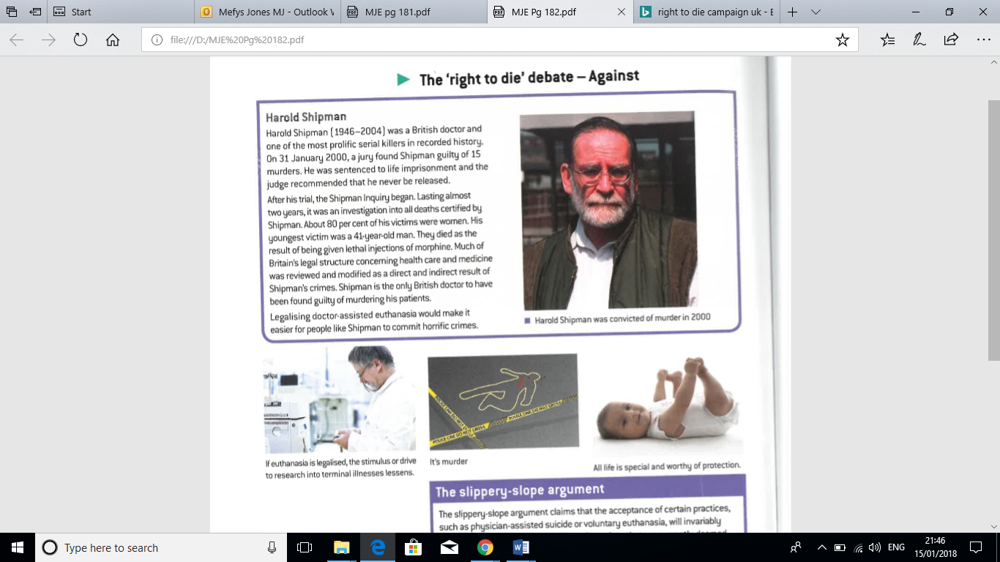 Start
Mefys Jones MJ - Outlook V
MJE pg 181.pdf
MJE Pg 182.pdf
right to die campaign uk - E
file:///D:/MJE%20Pg%20182.pdf
The ‘right to die’ debate – Against
Harold Shipman
Harold Shipman (1946–2004) was a British doctor and
one of the most prolific serial killers in recorded history.
On 31 January 2000, a jury found Shipman guilty of 15
murders. He was sentenced to life imprisonment and the
judge recommended that he never be released.
After his trial, the Shipman Inquiry began. Lasting almost
two years, it was an investigation into all deaths certified by
Shipman. About 80 per cent of his victims were women. His
youngest victim was a 41-year-old man. They died as the
result of being given lethal injections of morphine. Much of
Britain's legal structure concerning health care and medicine
was reviewed and modified as a direct and indirect result of
Shipman's crimes. Shipman is the only British doctor to have
been found guilty of murdering his patients.
Legalising doctor-assisted euthanasia would make it
easier for people like Shipman to commit horrific crimes.
Harold Shipman was convicted of murder in 2000
POLICE LINE DO NOT CROSS
POLICE LINE DO NOT CROSS
If euthanasia is legalised, the stimulus or drive
to research into terminal illnesses lessens.
It's murder
All life is special and worthy of protection.
The slippery-slope argument
The slippery-slope argument claims that the acceptance of certain practices,
such as physician-assisted suicide or voluntary euthanasia, will invariably
Type here to search
ENG
21:46
15/01/2018